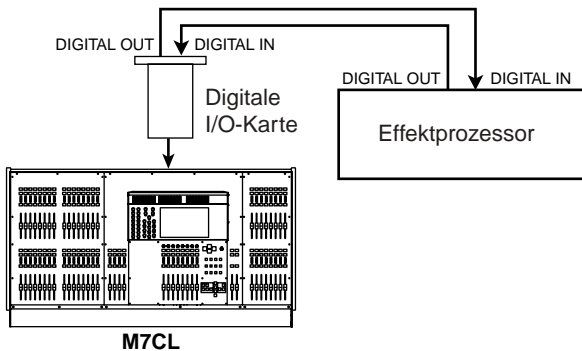 DIGITAL OUT DIGITAL IN
DIGITAL OUT DIGITAL IN
Digitale
I/O-Karte
Effektprozessor
M7CL